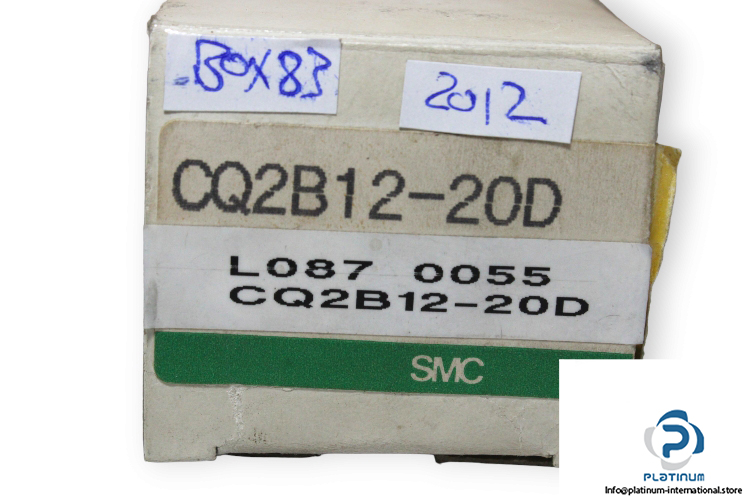 BOX83
2012
CQ2B12-20D
L087 0055
CQ2B12-20D
SMC
PLATINUM
Info@platinum-international.store